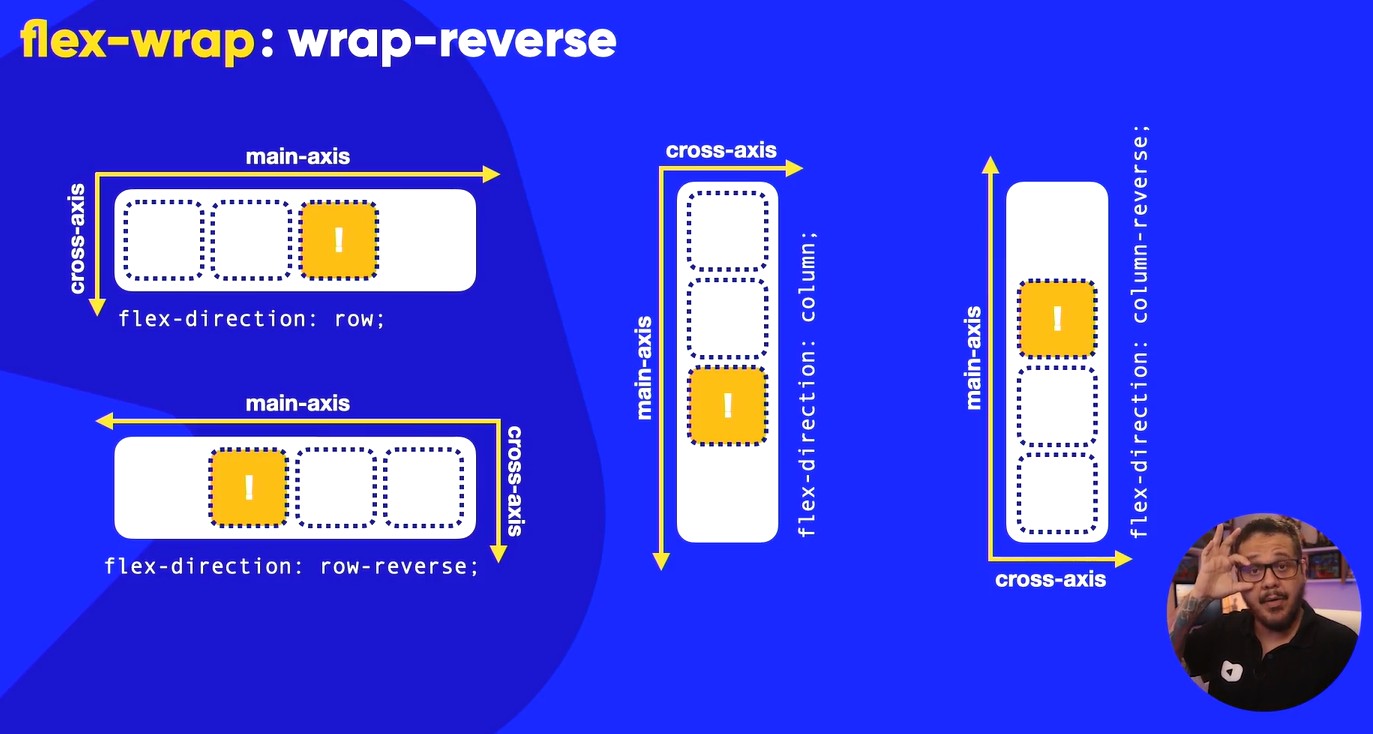 flex-wrap: wrap-reverse
main-axis
cross-axis
!
flex-direction: row;
main-axis
cross-axis
!
flex-direction: row-reverse;
cross-axis
main-axis
!
flex-direction: column;
main-axis
!
flex-direction: column-reverse;
cross-axis